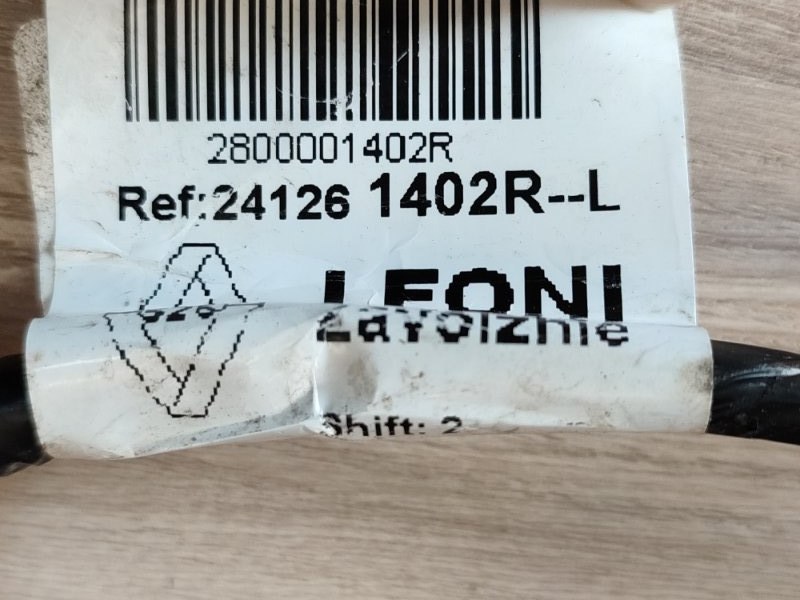 2800001402R
Ref:24126 1402R--L
LEONI
Zavolzhie
Shift: 2